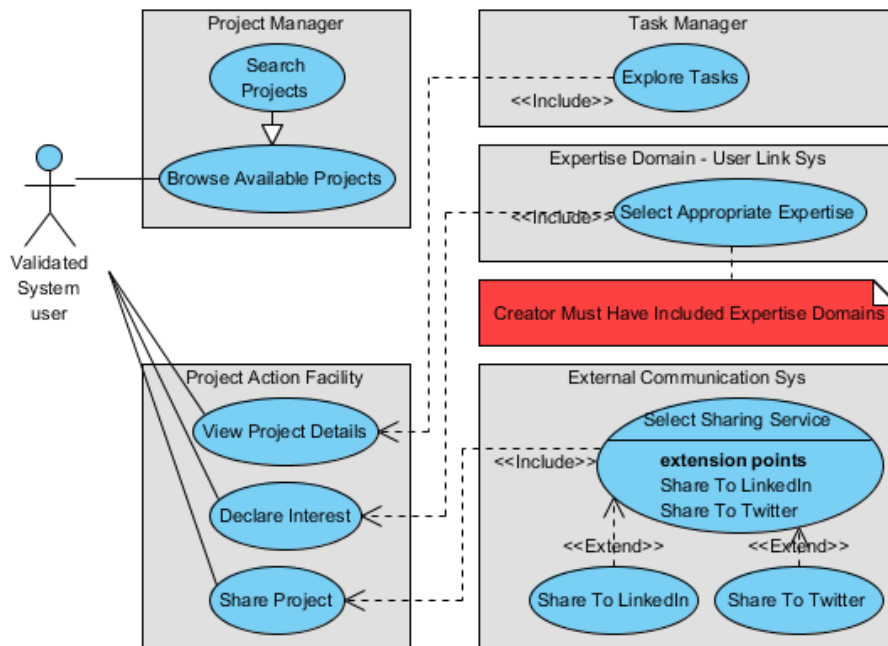 Project Manager
Search
Projects
Browse Available Projects
Validated
System
user
Task Manager
Explore Tasks
<<Include>>
Expertise Domain - User Link Sys
Select Appropriate Expertise
<<Include>>
Creator Must Have Included Expertise Domains
Project Action Facility
View Project Details
Declare Interest
Share Project
External Communication Sys
Select Sharing Service
<<Include>>
extension points
Share To LinkedIn
Share To Twitter
<<Extend>>
<<Extend>>
Share To LinkedIn
Share To Twitter